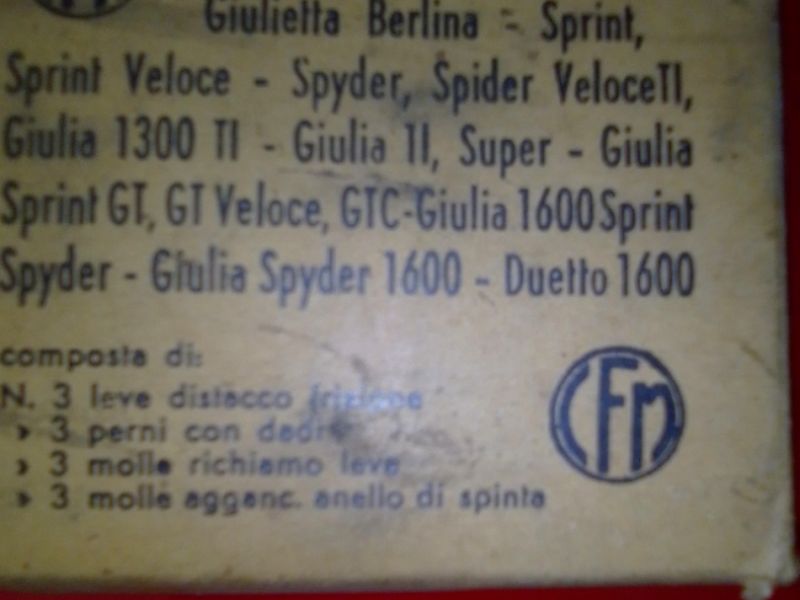 Giulietta Berlina - Sprint,
Sprint Veloce - Spyder, Spider VeloceTI,
Giulia 1300 TI - Giulia TI, Super - Giulia
Sprint GT, GT Veloce, GTC-Giulia 1600 Sprint
Spyder - Giulia Spyder 1600 - Duetto 1600
composta di:
N. 3 leve distacco frizione
» 3 perni con dadi
» 3 molle richiamo leve
» 3 molle agganc. anello di spinta
CFM